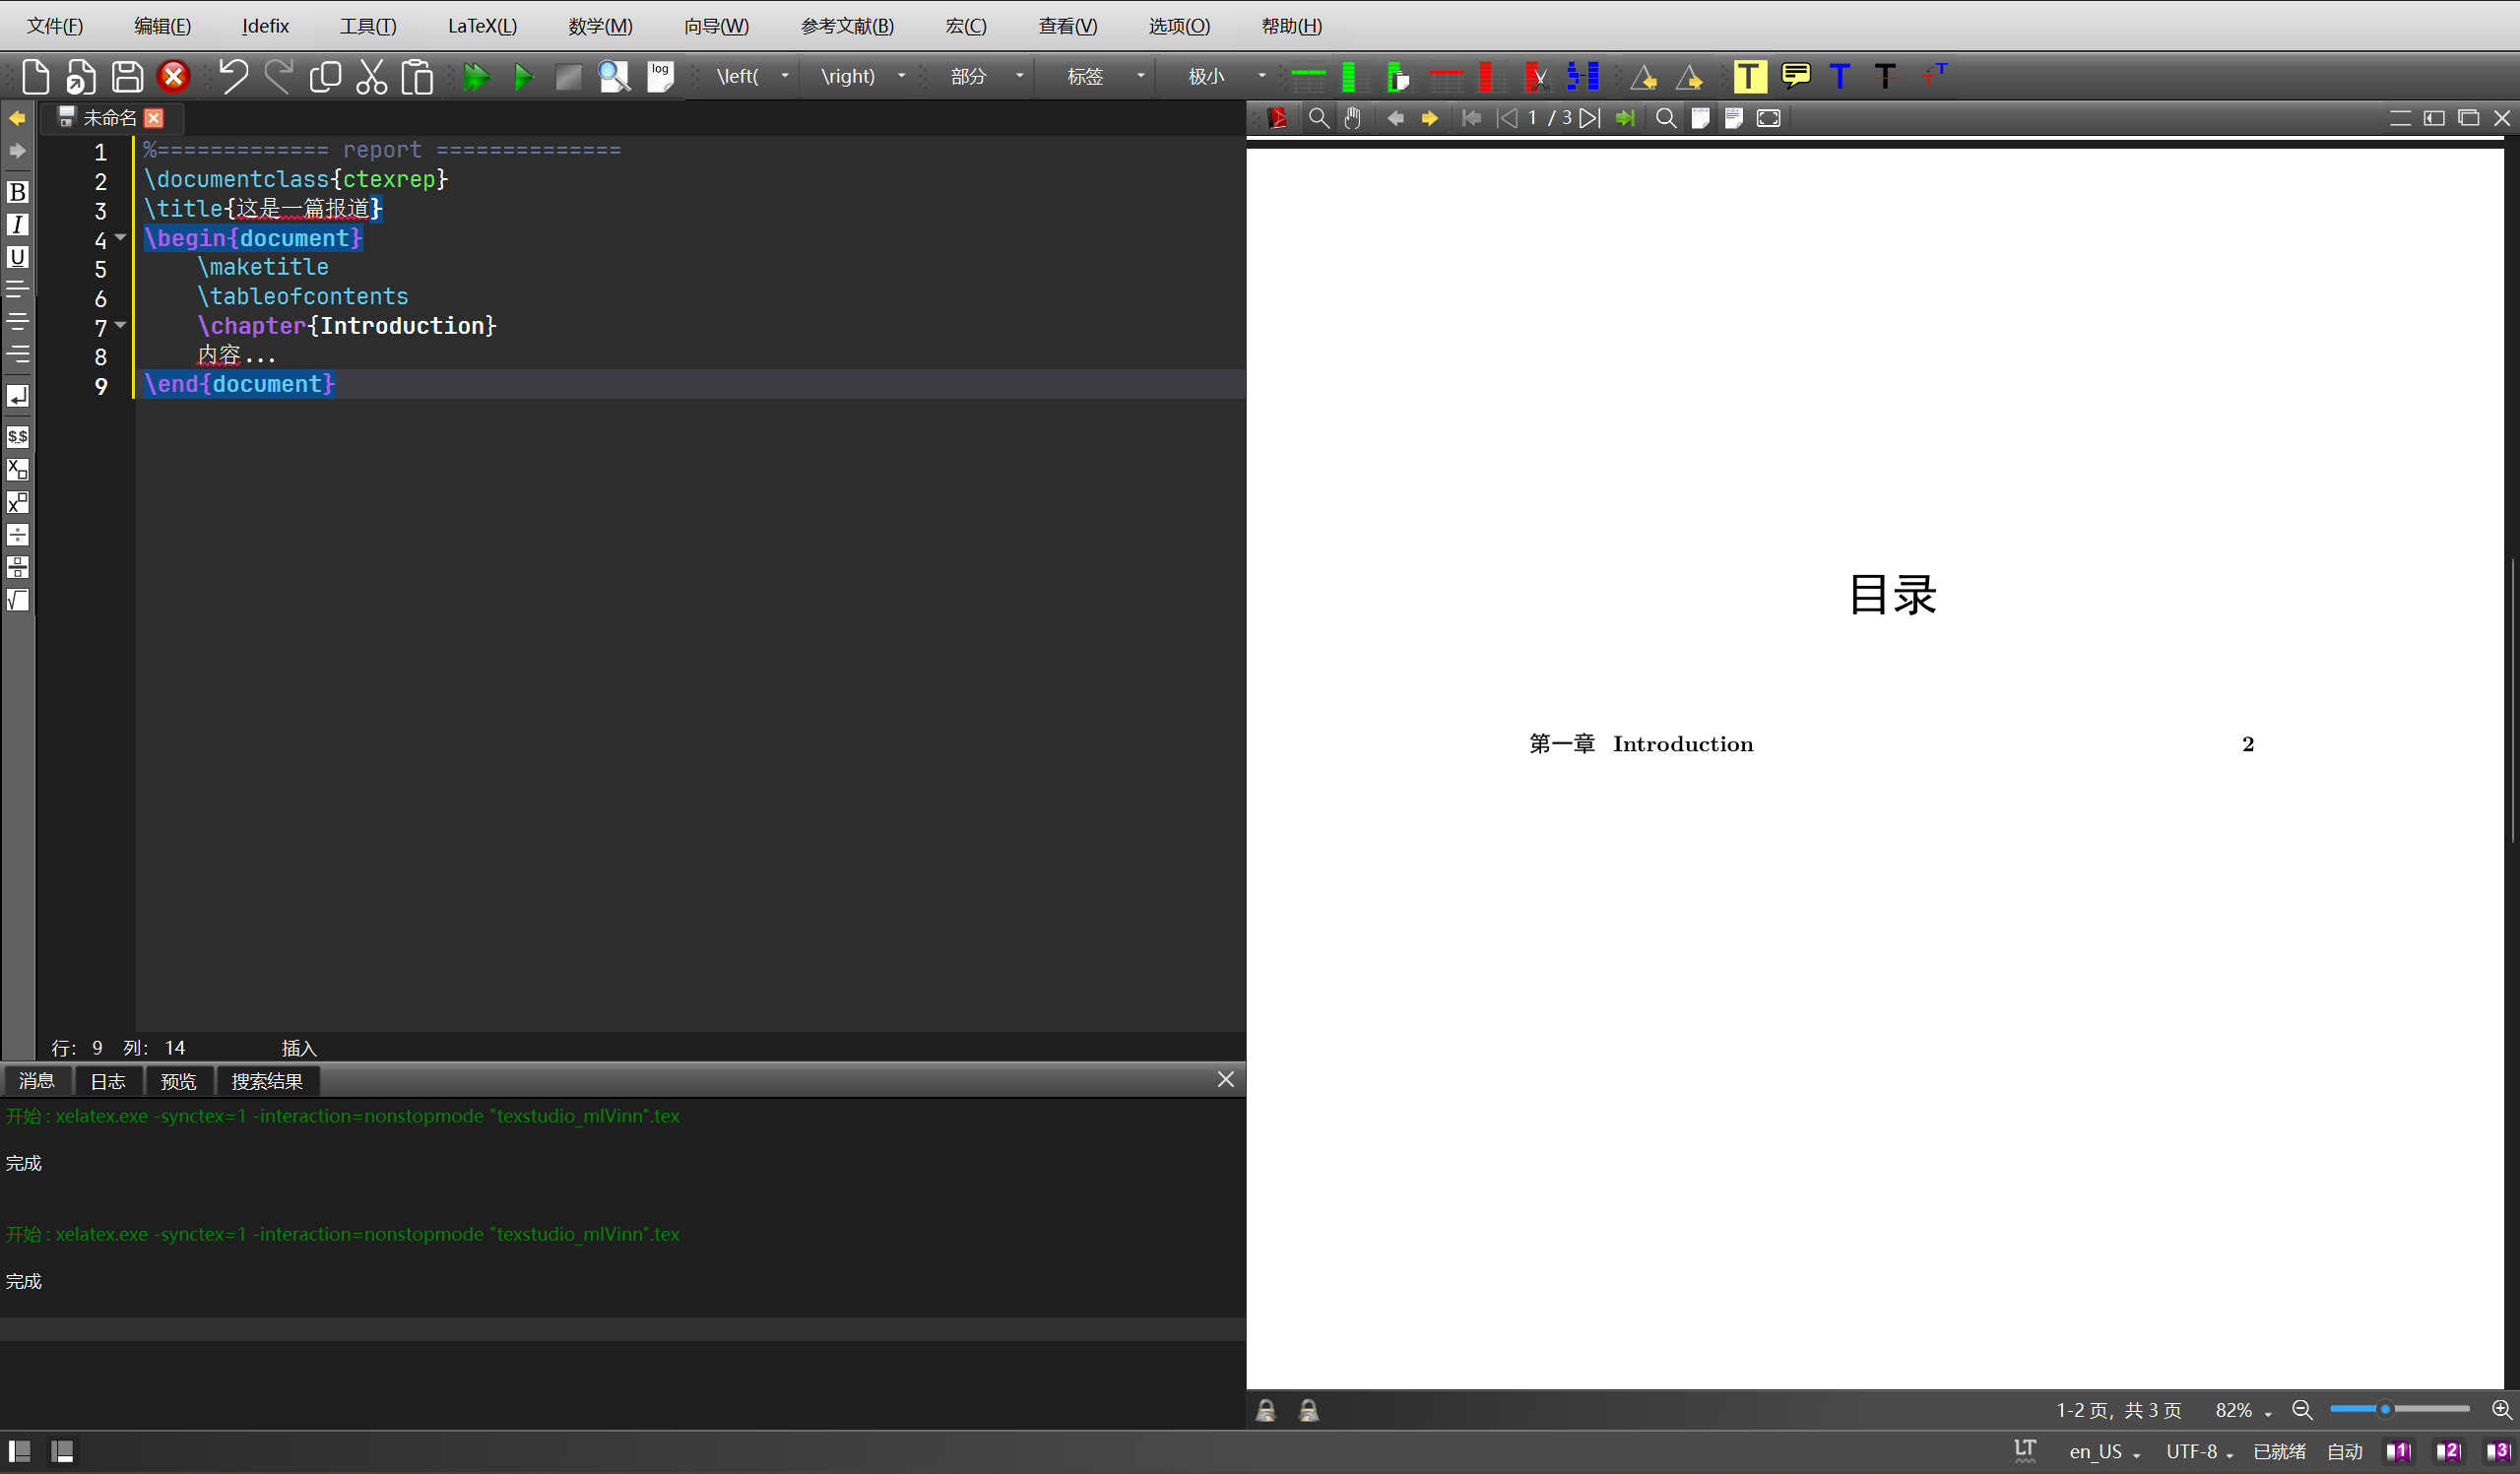 文件(F) 编辑(E) Idefix 工具(T) LaTeX(L) 数学(M) 向导(W) 参考文献(B) 宏(C) 查看(V) 选项(O) 帮助(H)
log \left( \right) 部分 标签 极小 T T T T
未命名
1 / 3
1 %============= report ==============
2 \documentclass{ctexrep}
3 \title{这是一篇报道}
4 \begin{document}
5 \maketitle
6 \tableofcontents
7 \chapter{Introduction}
8 内容...
9 \end{document}
B
I
U
$$
目录
第一章 Introduction 2
行: 9 列: 14 插入
消息 日志 预览 搜索结果
开始 : xelatex.exe -synctex=1 -interaction=nonstopmode "texstudio_mlVinn".tex
完成
开始 : xelatex.exe -synctex=1 -interaction=nonstopmode "texstudio_mlVinn".tex
完成
1-2 页，共 3 页 82%
LT en_US UTF-8 已就绪 自动 1 2 3